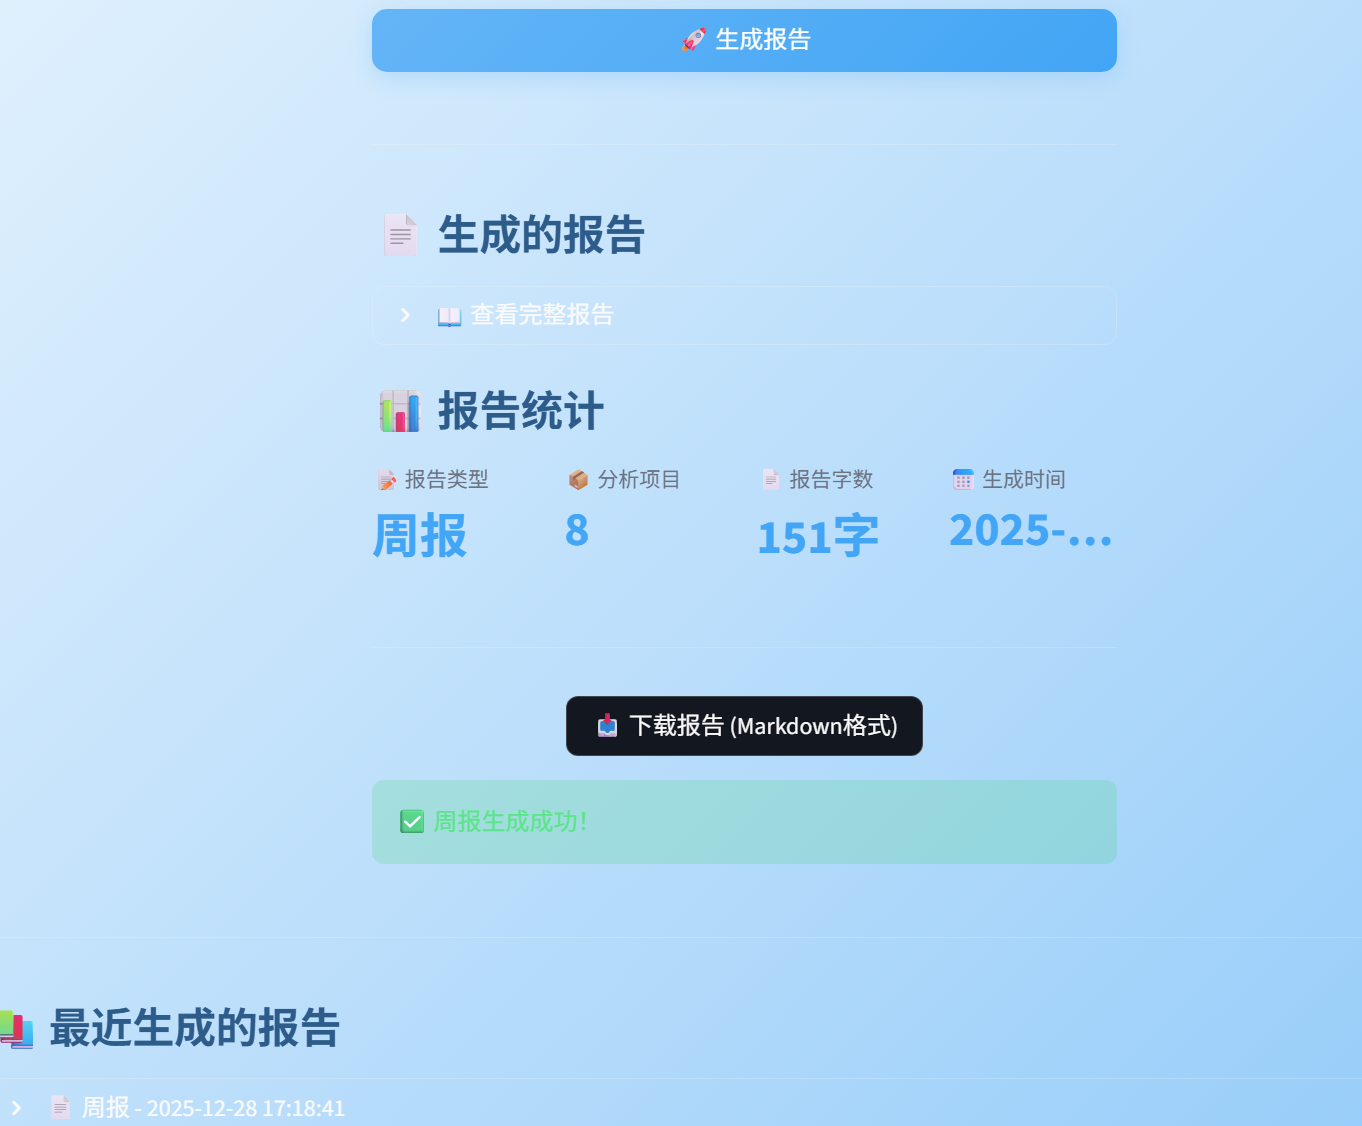 🚀 生成报告
📄 生成的报告
📖 查看完整报告
📊 报告统计
📝 报告类型
📦 分析项目
📄 报告字数
📅 生成时间
周报
8
151字
2025-...
📥 下载报告 (Markdown格式)
✅ 周报生成成功！
📚 最近生成的报告
📄 周报 - 2025-12-28 17:18:41